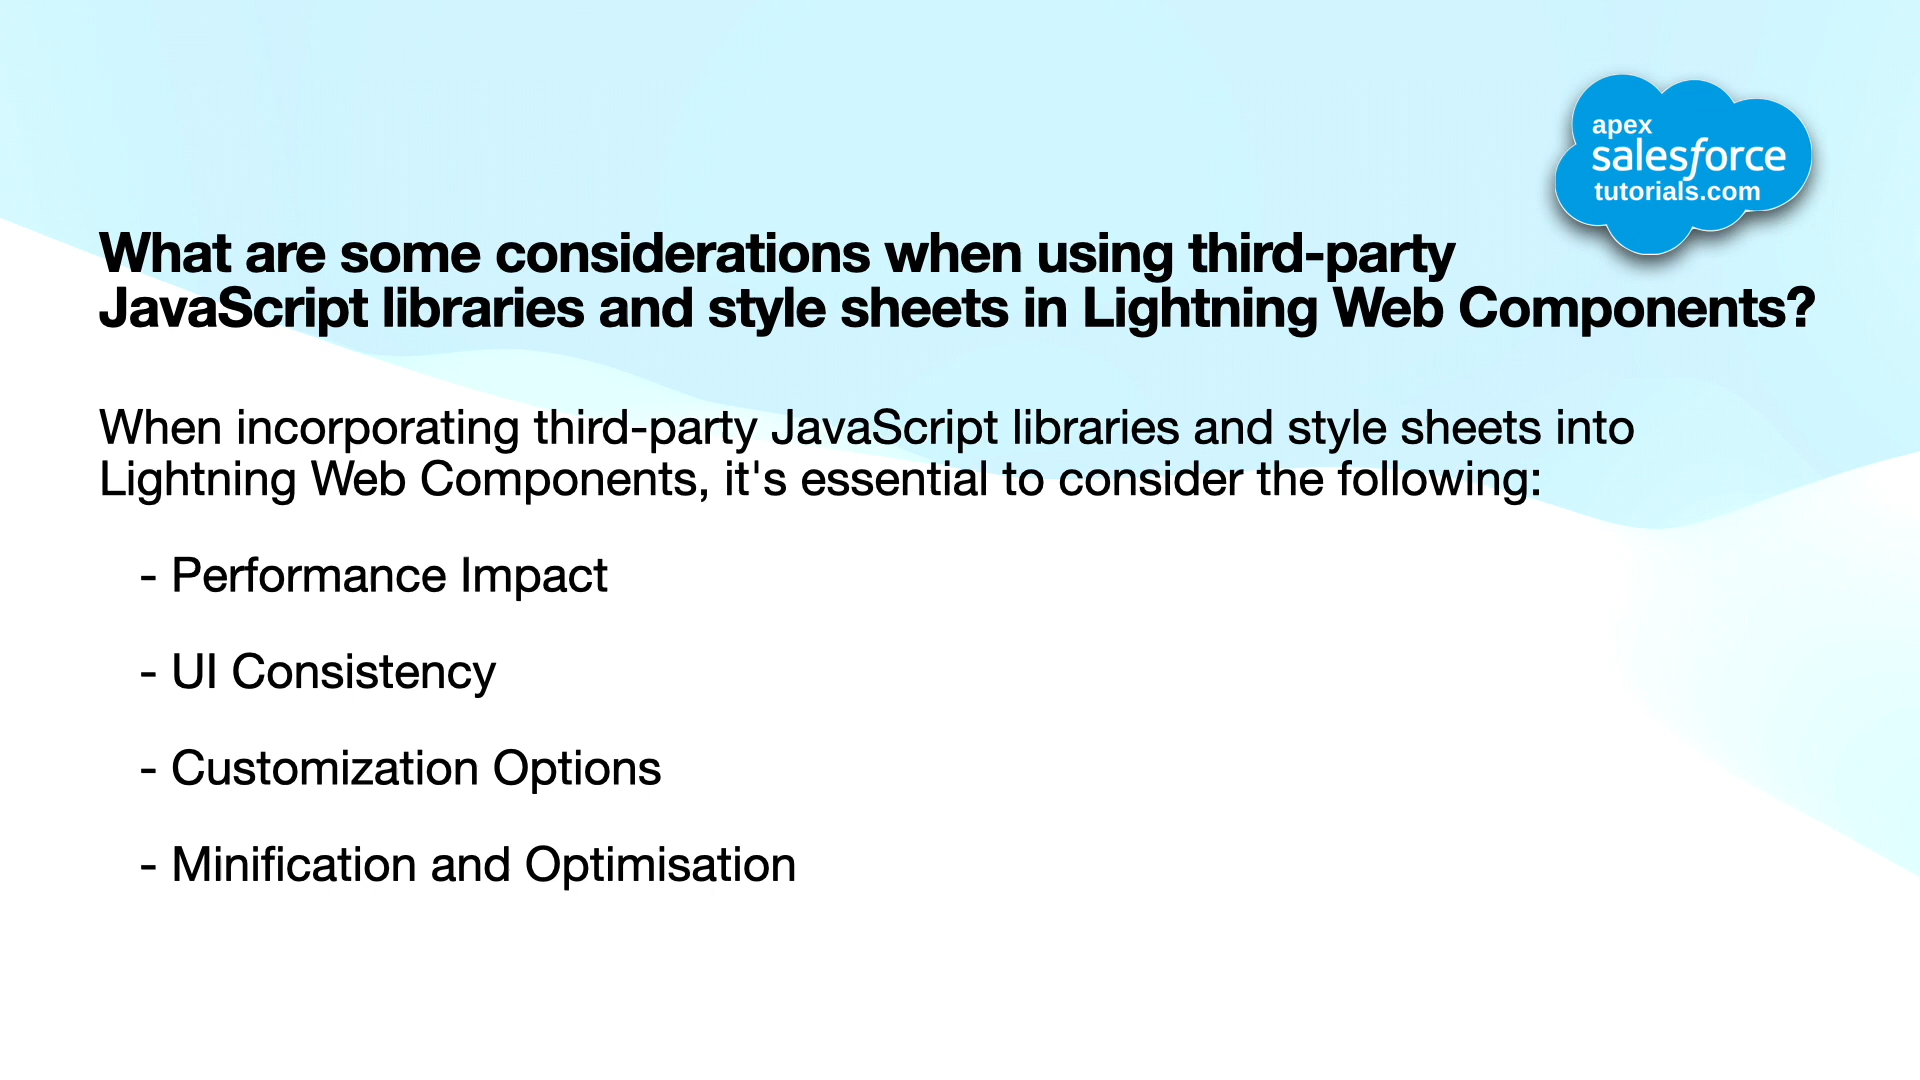 apex
salesforce
tutorials.com
What are some considerations when using third-party
JavaScript libraries and style sheets in Lightning Web Components?
When incorporating third-party JavaScript libraries and style sheets into
Lightning Web Components, it's essential to consider the following:
- Performance Impact
- UI Consistency
- Customization Options
- Minification and Optimisation